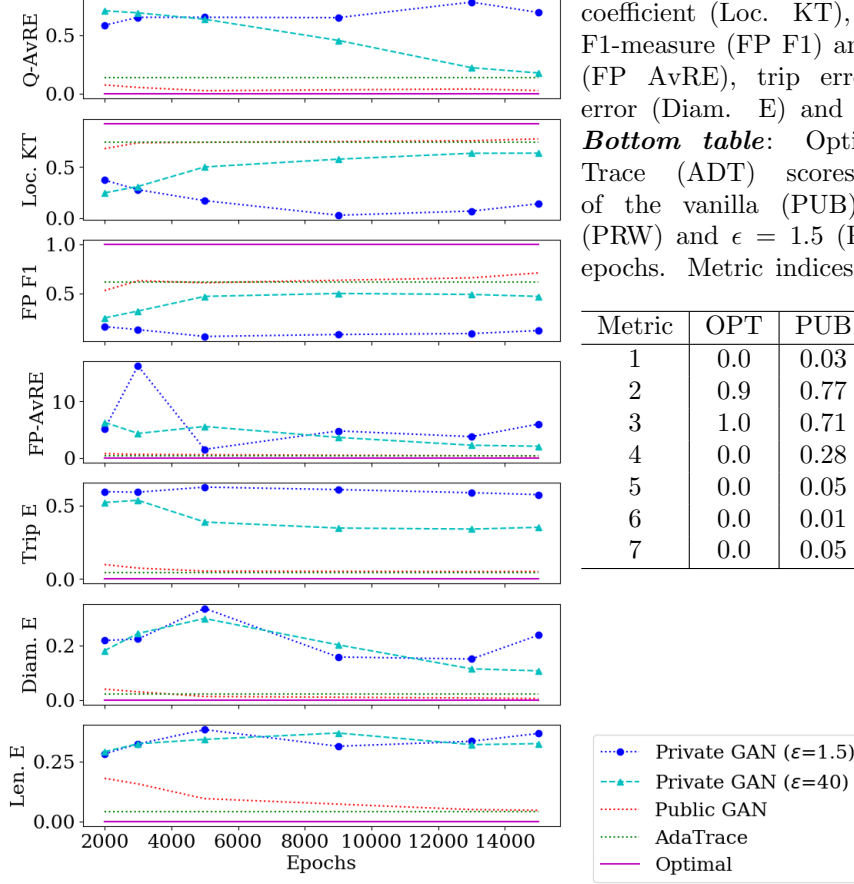 coefficient (Loc. KT),
F1-measure (FP F1) an
(FP AvRE), trip erro
error (Diam. E) and
Bottom table: Opti
Trace (ADT) scores
of the vanilla (PUB)
(PRW) and ϵ = 1.5 (P
epochs. Metric indices
Metric OPT PUB
1 0.0 0.03
2 0.9 0.77
3 1.0 0.71
4 0.0 0.28
5 0.0 0.05
6 0.0 0.01
7 0.0 0.05
Q-AvRE
0.5
0.0
Loc. KT
0.5
0.0
FP F1
1.0
0.5
FP-AvRE
10
0
Trip E
0.5
0.0
Diam. E
0.2
0.0
Len. E
0.25
0.00
2000 4000 6000 8000 10000 12000 14000
Epochs
Private GAN (ε=1.5)
Private GAN (ε=40)
Public GAN
AdaTrace
Optimal